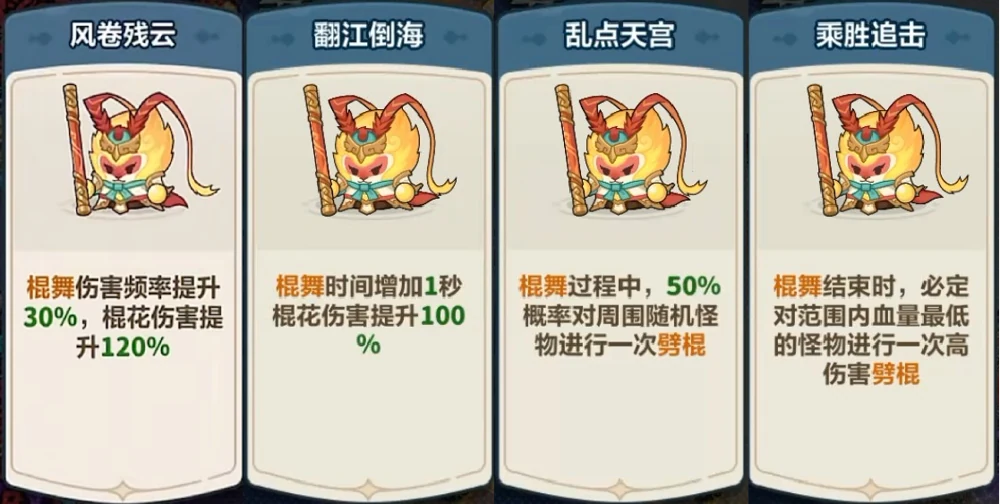 风卷残云
棍舞伤害频率提升
30%，棍花伤害提
升120%
翻江倒海
棍舞时间增加1秒
棍花伤害提升100
%
乱点天宫
棍舞过程中，50%
概率对周围随机怪
物进行一次劈棍
乘胜追击
棍舞结束时，必定
对范围内血量最低
的怪物进行一次高
伤害劈棍